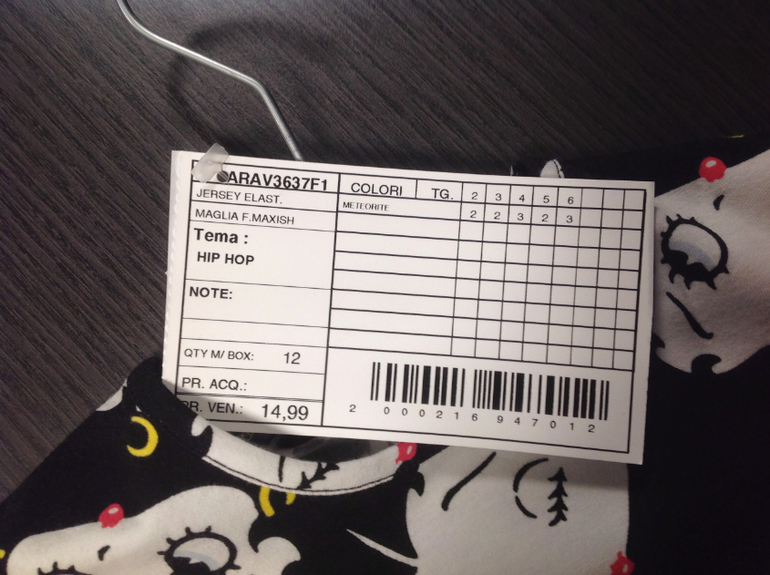 ARAV3637F1
JERSEY ELAST.
MAGLIA F.MAXISH
Tema :
HIP HOP
NOTE:
QTY M/ BOX: 12
PR. ACQ.:
PR. VEN.: 14,99
COLORI TG. 2 3 4 5 6
METEORITE 2 2 3 2 3
2 000216 947012